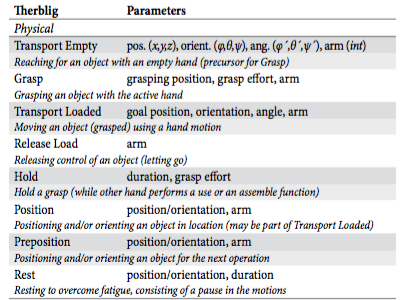 Therblig Parameters
Physical
Transport Empty pos. (x,y,z), orient. (φ,θ,ψ), ang. (φ´,θ´,ψ´), arm (int)
Reaching for an object with an empty hand (precursor for Grasp)
Grasp grasping position, grasp effort, arm
Grasping an object with the active hand
Transport Loaded goal position, orientation, angle, arm
Moving an object (grasped) using a hand motion
Release Load arm
Releasing control of an object (letting go)
Hold duration, grasp effort
Hold a grasp (while other hand performs a use or an assemble function)
Position position/orientation, arm
Positioning and/or orienting an object in location (may be part of Transport Loaded)
Preposition position/orientation, arm
Positioning and/or orienting an object for the next operation
Rest position/orientation, duration
Resting to overcome fatigue, consisting of a pause in the motions